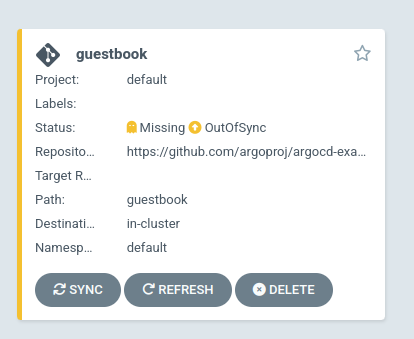 guestbook
Project: default
Labels:
Status: Missing OutOfSync
Reposito... https://github.com/argoproj/argocd-exa...
Target R...
Path: guestbook
Destinati... in-cluster
Namesp... default
SYNC REFRESH DELETE